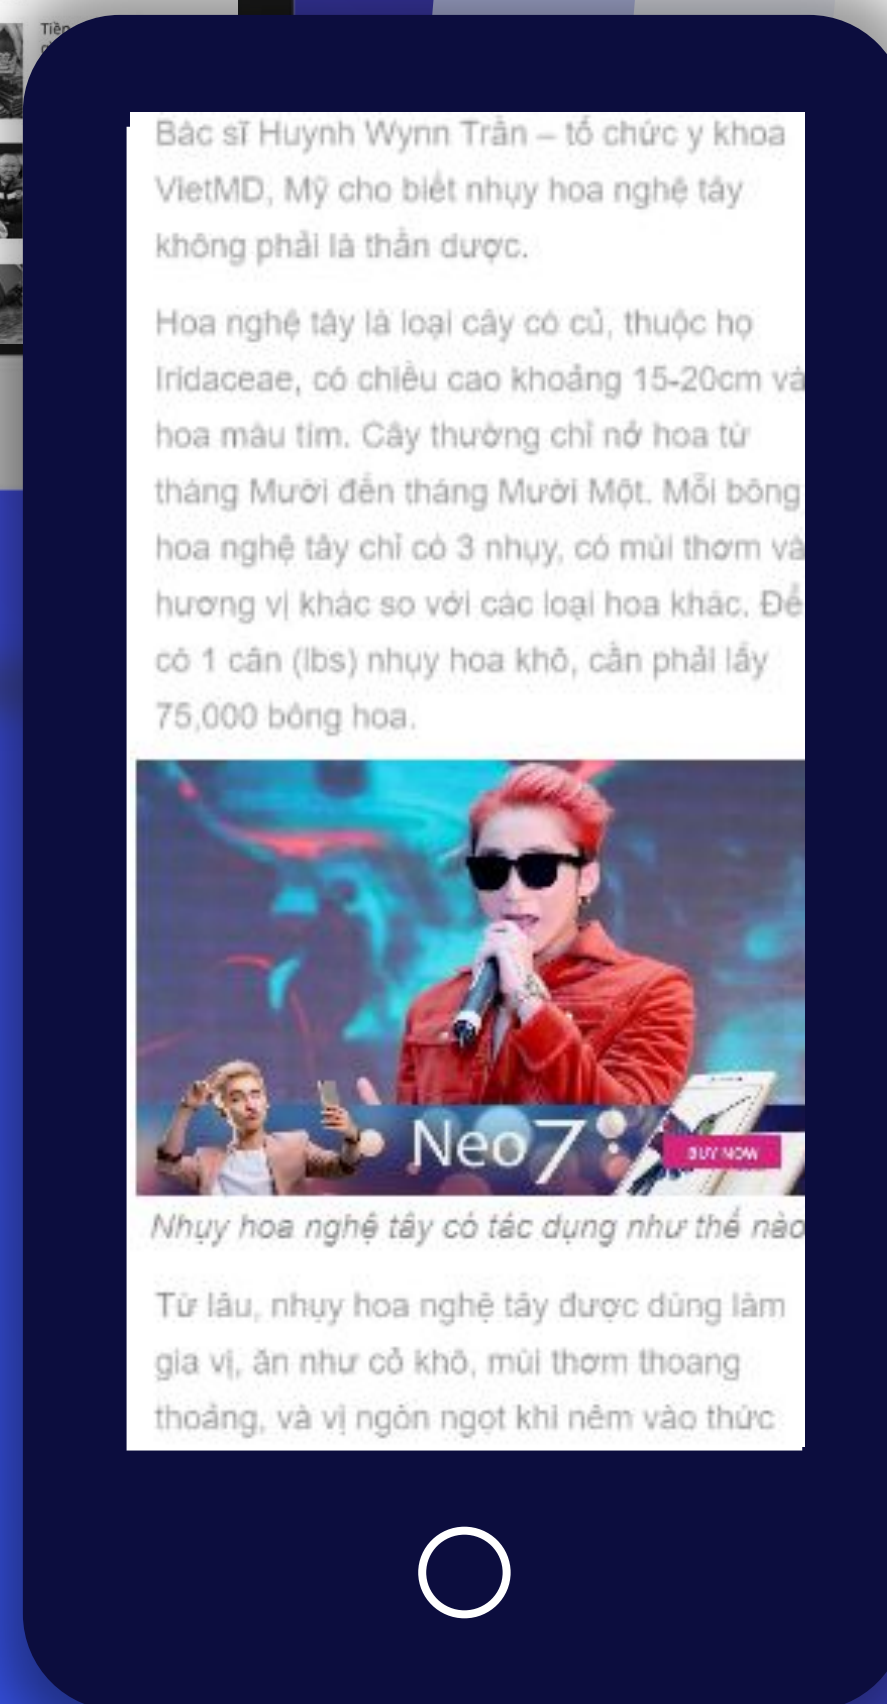 Tiền
Bác sĩ Huynh Wynn Trần – tổ chức y khoa
VietMD, Mỹ cho biết nhụy hoa nghệ tây
không phải là thần dược.
Hoa nghệ tây là loại cây có củ, thuộc họ
Iridaceae, có chiều cao khoảng 15-20cm và
hoa màu tím. Cây thường chỉ nở hoa từ
tháng Mười đến tháng Mười Một. Mỗi bông
hoa nghệ tây chỉ có 3 nhụy, có mùi thơm và
hương vị khác so với các loại hoa khác. Để
có 1 cân (lbs) nhụy hoa khô, cần phải lấy
75,000 bông hoa.
Neo7
BUY NOW
Nhụy hoa nghệ tây có tác dụng như thế nào
Từ lâu, nhụy hoa nghệ tây được dùng làm
gia vị, ăn như cỏ khô, mùi thơm thoang
thoảng, và vị ngòn ngọt khi nêm vào thức